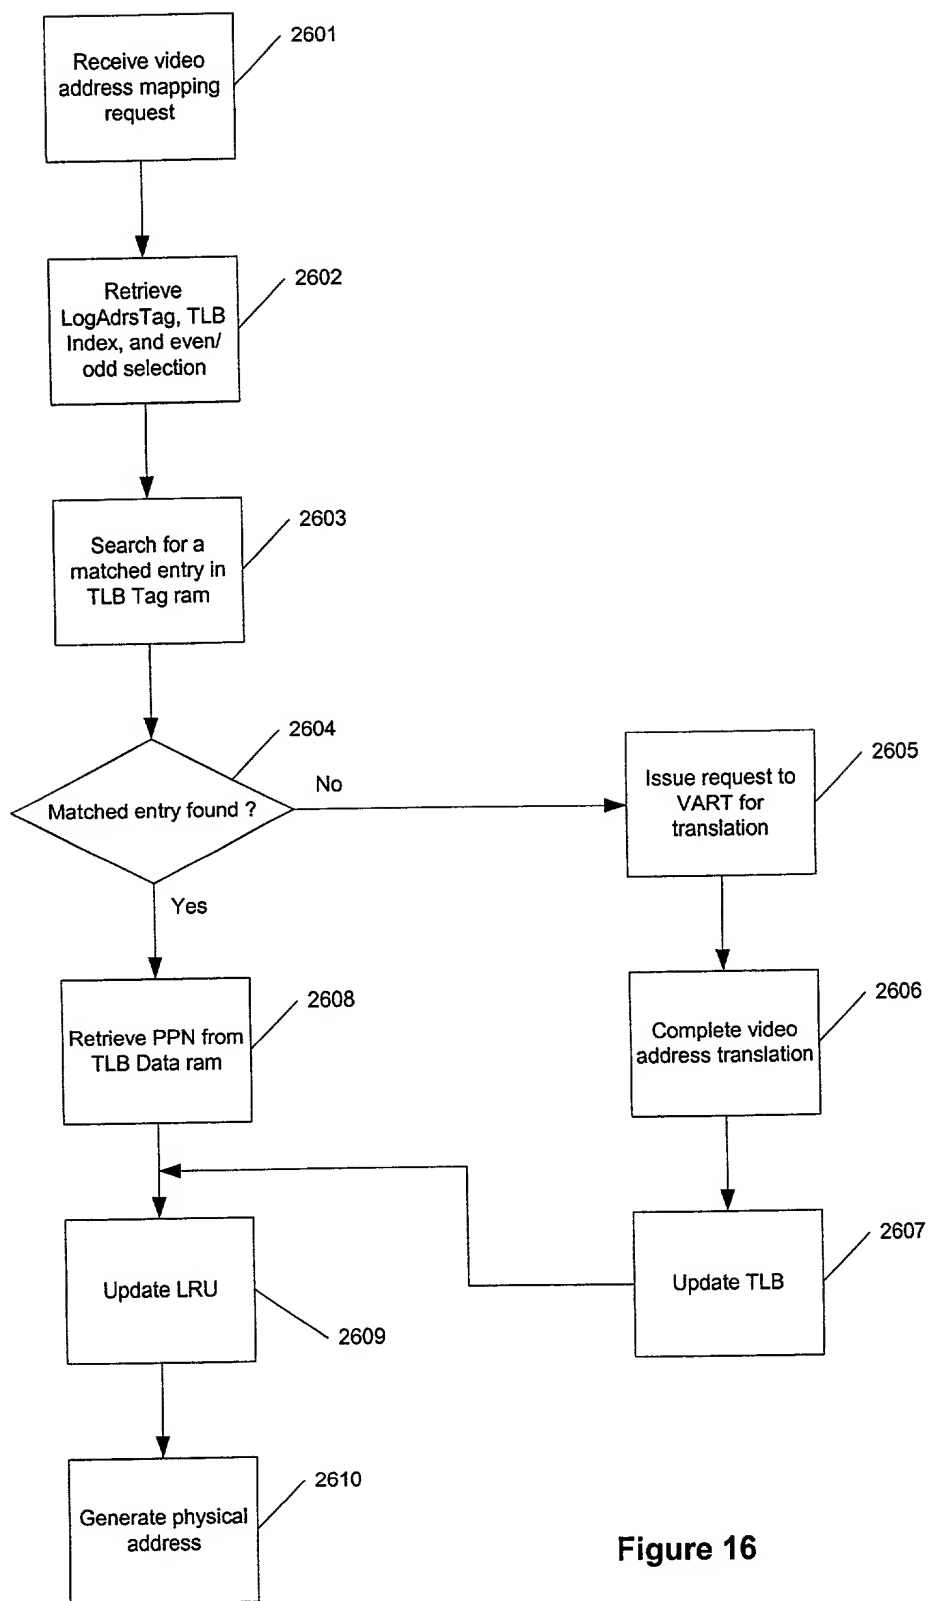 Receive video
address mapping
request
2601
Retrieve
LogAdrsTag, TLB
Index, and even/
odd selection
2602
Search for a
matched entry in
TLB Tag ram
2603
Matched entry found ?
2604
No
Yes
Issue request to
VART for
translation
2605
Complete video
address translation
2606
Update TLB
2607
Retrieve PPN from
TLB Data ram
2608
Update LRU
2609
Generate physical
address
2610
Figure 16